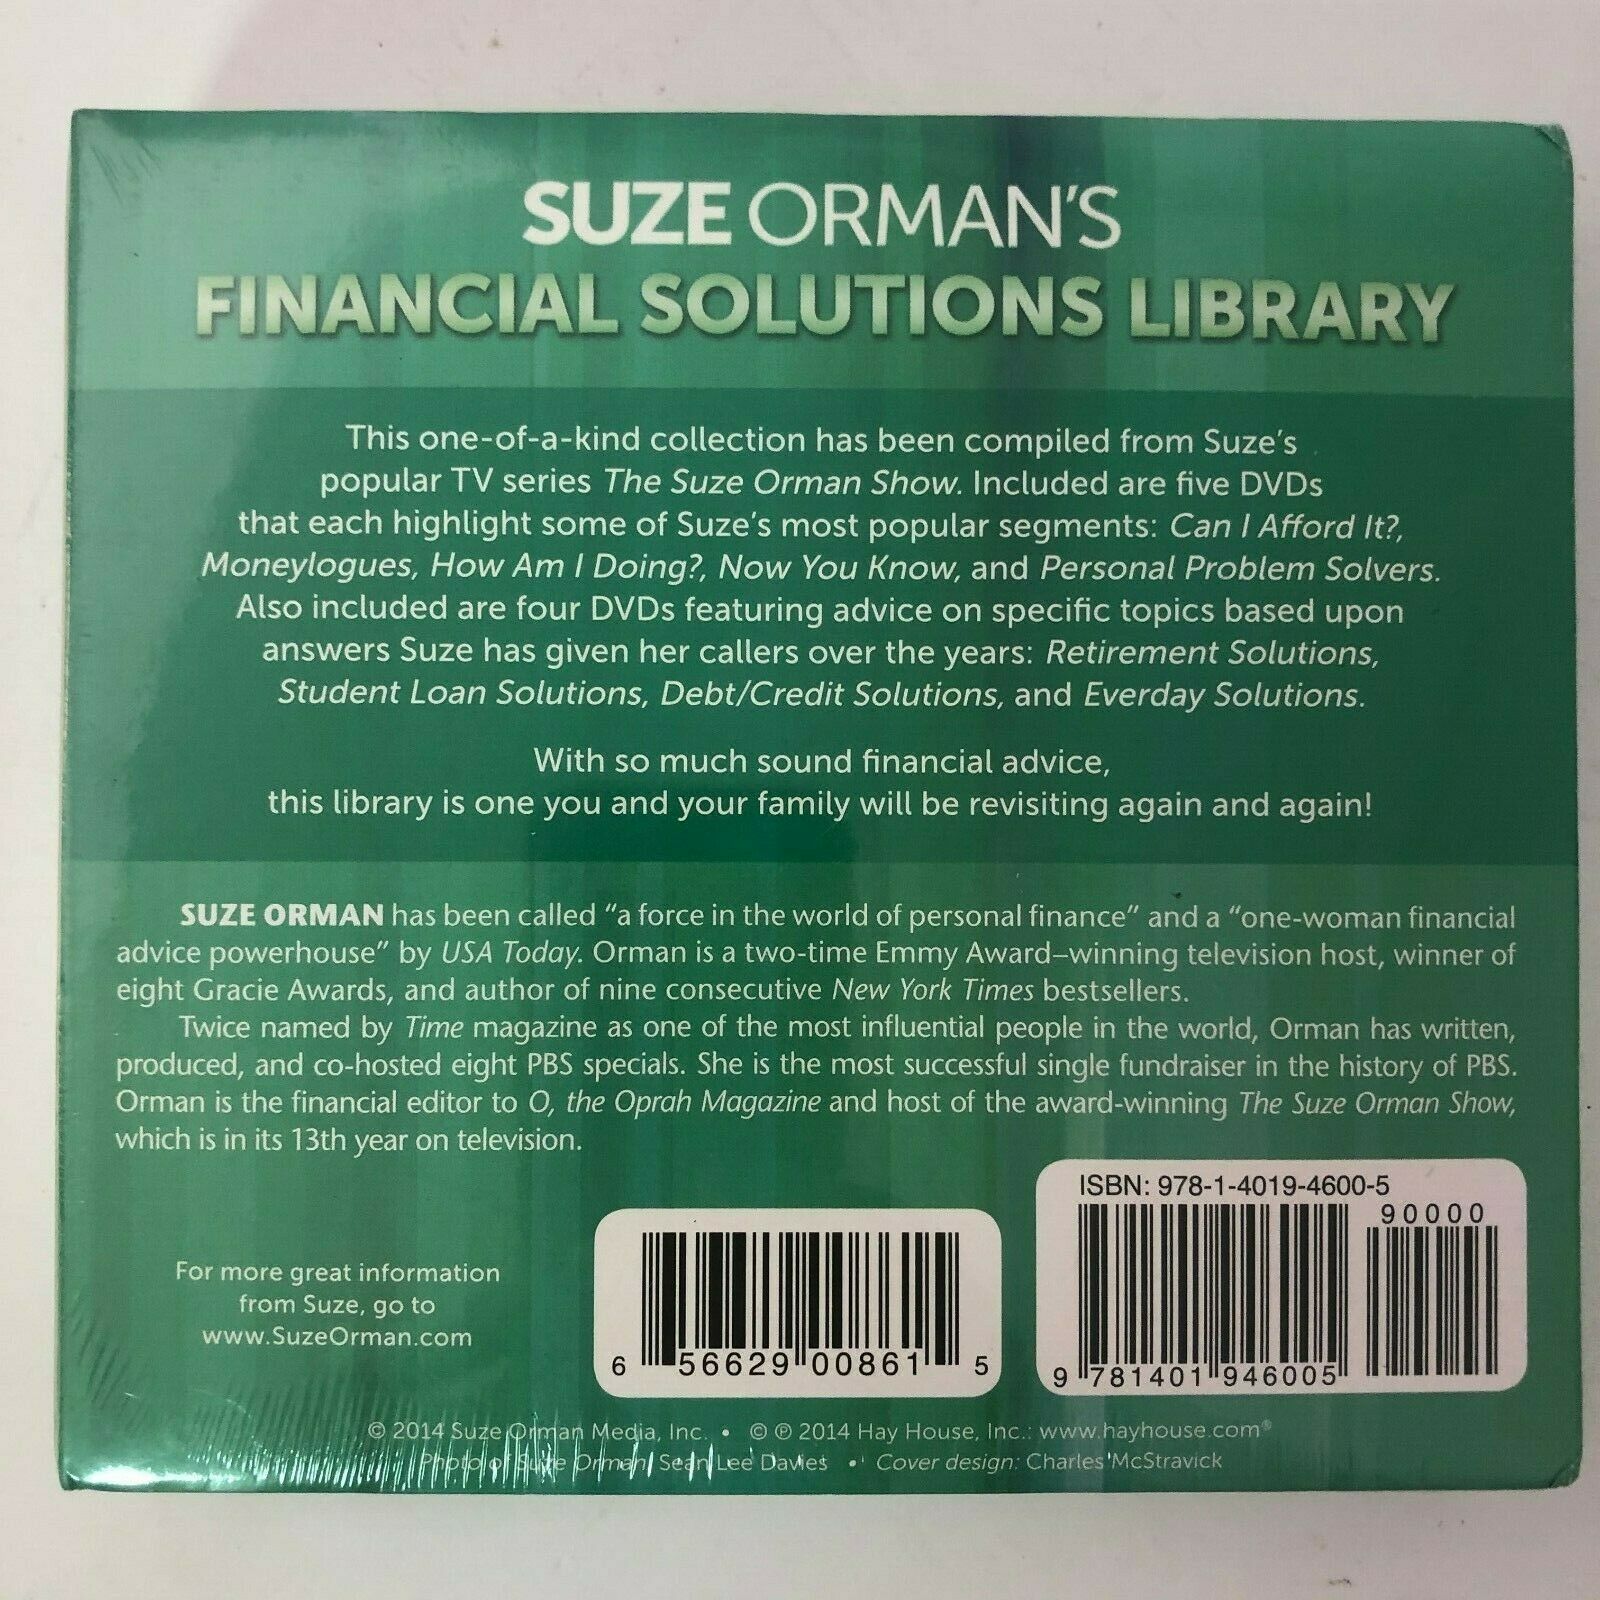 SUZE ORMAN'S
FINANCIAL SOLUTIONS LIBRARY
This one-of-a-kind collection has been compiled from Suze's
popular TV series The Suze Orman Show. Included are five DVDs
that each highlight some of Suze's most popular segments: Can I Afford It?,
Moneylogues, How Am I Doing?, Now You Know, and Personal Problem Solvers.
Also included are four DVDs featuring advice on specific topics based upon
answers Suze has given her callers over the years: Retirement Solutions,
Student Loan Solutions, Debt/Credit Solutions, and Everday Solutions.
With so much sound financial advice,
this library is one you and your family will be revisiting again and again!
SUZE ORMAN has been called “a force in the world of personal finance” and a “one-woman financial
advice powerhouse” by USA Today. Orman is a two-time Emmy Award–winning television host, winner of
eight Gracie Awards, and author of nine consecutive New York Times bestsellers.
Twice named by Time magazine as one of the most influential people in the world, Orman has written,
produced, and co-hosted eight PBS specials. She is the most successful single fundraiser in the history of PBS.
Orman is the financial editor to O, the Oprah Magazine and host of the award-winning The Suze Orman Show,
which is in its 13th year on television.
For more great information
from Suze, go to
www.SuzeOrman.com
6 56629 00861 5
ISBN: 978-1-4019-4600-5
90000
9 781401 946005
© 2014 Suze Orman Media, Inc. • © ℗ 2014 Hay House, Inc.: www.hayhouse.com®
Photo of Suze Orman: Sean Lee Davies • Cover design: Charles McStravick